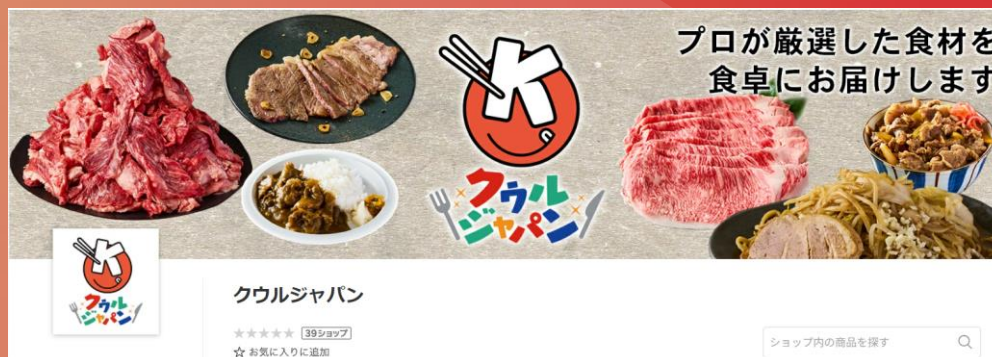 プロが厳選した食材を
食卓にお届けします
K
クウル
ジャパン
K
クウル
ジャパン
クウルジャパン
★★★★★ 39ショップ
☆ お気に入りに追加
ショップ内の商品を探す